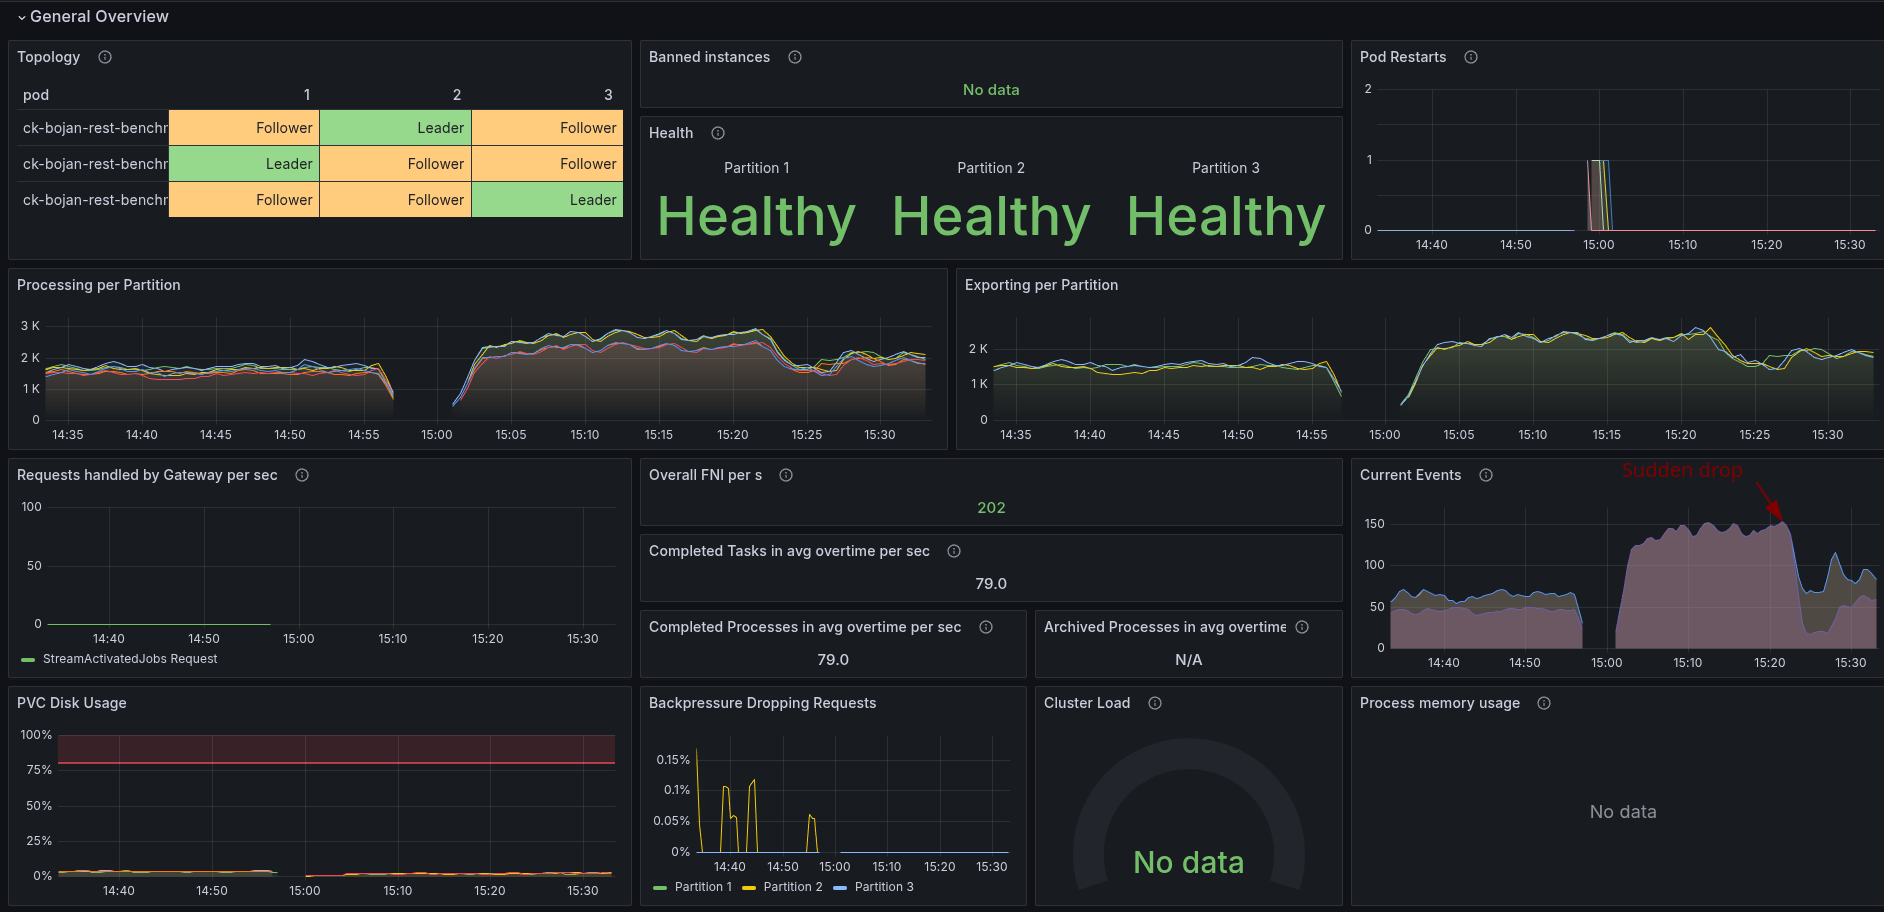 General Overview
Topology
pod 1 2 3
ck-bojan-rest-benchr Follower Leader Follower
ck-bojan-rest-benchr Leader Follower Follower
ck-bojan-rest-benchr Follower Follower Leader
Banned instances
No data
Health
Partition 1 Partition 2 Partition 3
Healthy Healthy Healthy
Pod Restarts
2
1
0
14:40 14:50 15:00 15:10 15:20 15:30
Processing per Partition
3 K
2 K
1 K
0
14:35 14:40 14:45 14:50 14:55 15:00 15:05 15:10 15:15 15:20 15:25 15:30
Exporting per Partition
2 K
1 K
0
14:35 14:40 14:45 14:50 14:55 15:00 15:05 15:10 15:15 15:20 15:25 15:30
Requests handled by Gateway per sec
100
50
0
14:40 14:50 15:00 15:10 15:20 15:30
StreamActivatedJobs Request
Overall FNI per s
202
Completed Tasks in avg overtime per sec
79.0
Completed Processes in avg overtime per sec
79.0
Archived Processes in avg overtime
N/A
Current Events
Sudden drop
150
100
50
0
14:40 14:50 15:00 15:10 15:20 15:30
PVC Disk Usage
100%
75%
50%
25%
0%
14:40 14:50 15:00 15:10 15:20 15:30
Backpressure Dropping Requests
0.15%
0.1%
0.05%
0%
14:40 14:50 15:00 15:10 15:20 15:30
Partition 1 Partition 2 Partition 3
Cluster Load
No data
Process memory usage
No data